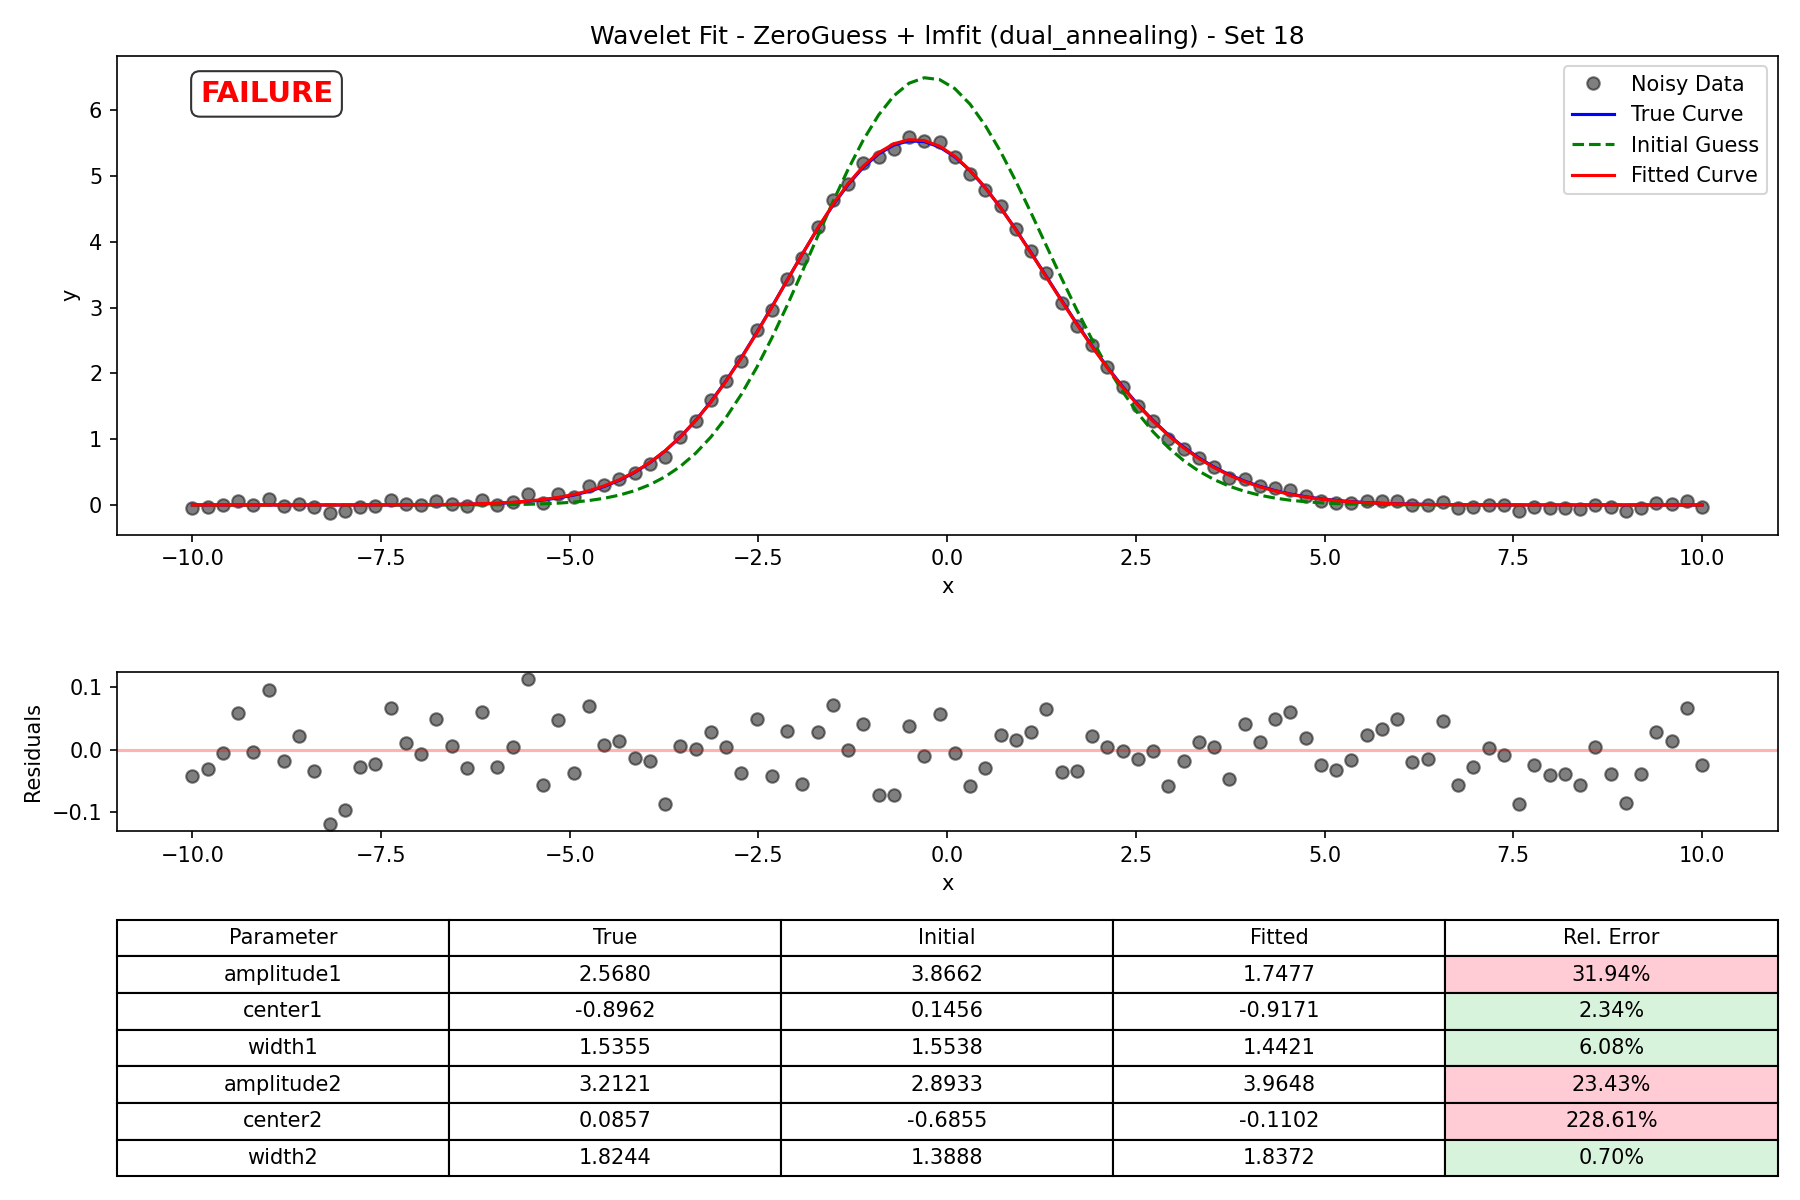 Wavelet Fit - ZeroGuess + lmfit (dual_annealing) - Set 18
FAILURE
Noisy Data
True Curve
Initial Guess
Fitted Curve
y
6
5
4
3
2
1
0
−10.0 −7.5 −5.0 −2.5 0.0 2.5 5.0 7.5 10.0
x
Residuals
0.1
0.0
−0.1
−10.0 −7.5 −5.0 −2.5 0.0 2.5 5.0 7.5 10.0
x
Parameter True Initial Fitted Rel. Error
amplitude1 2.5680 3.8662 1.7477 31.94%
center1 -0.8962 0.1456 -0.9171 2.34%
width1 1.5355 1.5538 1.4421 6.08%
amplitude2 3.2121 2.8933 3.9648 23.43%
center2 0.0857 -0.6855 -0.1102 228.61%
width2 1.8244 1.3888 1.8372 0.70%